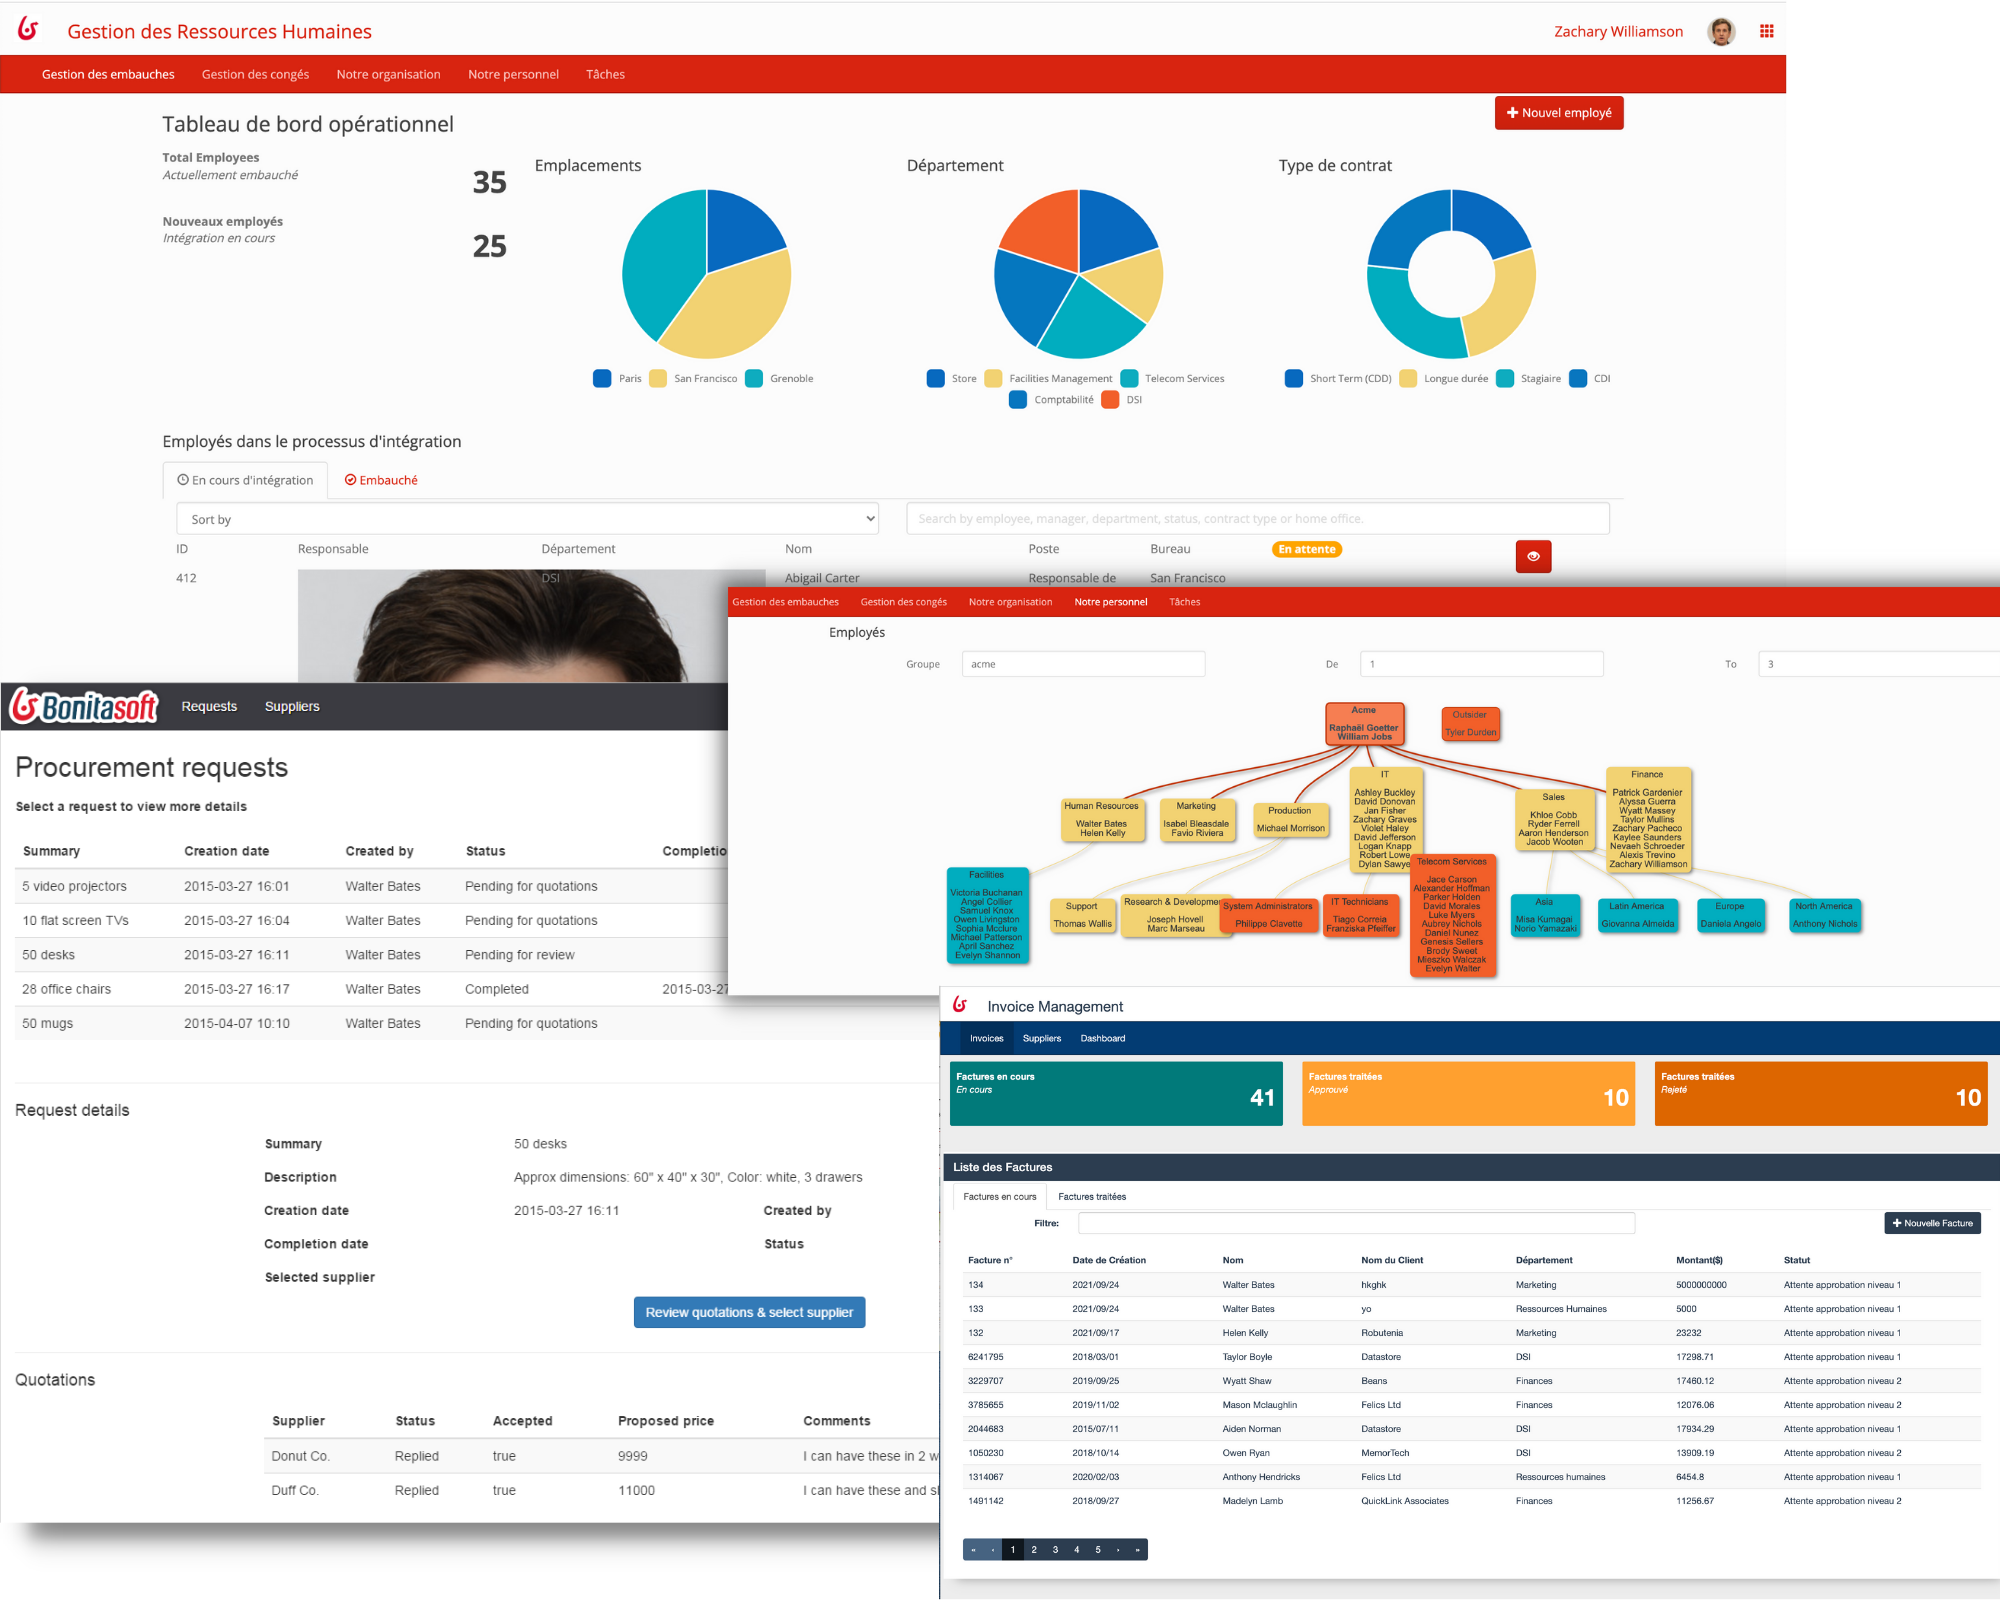 Gestion des Ressources Humaines
Zachary Williamson
Gestion des embauches Gestion des congés Notre organisation Notre personnel Tâches
Tableau de bord opérationnel
Nouvel employé
Total Employees
Actuellement embauché
35
Nouveaux employés
Intégration en cours
25
Emplacements
Paris San Francisco Grenoble
Département
Store Facilities Management Telecom Services
Comptabilité DSI
Type de contrat
Short Term (CDD) Longue durée Stagiaire CDI
Employés dans le processus d'intégration
En cours d'intégration Embauché
Sort by
Search by employee, manager, department, status, contract type or home office.
ID Responsable Département Nom Poste Bureau En attente
412 DSI Abigail Carter Responsable de San Francisco
Gestion des embauches Gestion des congés Notre organisation Notre personnel Tâches
Employés
Groupe acme De 1 To 3
Acme
Raphaël Goetter
William Jobs
Outsider
Tyler Durden
Human Resources
Walter Bates
Helen Kelly
Marketing
Isabel Bleasdale
Favio Riviera
Production
Michael Morrison
IT
Ashley Buckley
David Donovan
Jan Fisher
Zachary Graves
Violet Haley
David Jefferson
Logan Knapp
Robert Lowe
Dylan Sawye
Sales
Khloe Cobb
Ryder Ferrell
Aaron Henderson
Jacob Wooten
Finance
Patrick Gardenier
Alyssa Guerra
Wyatt Massey
Taylor Mullins
Zachary Pacheco
Kaylee Saunders
Nevaeh Schroeder
Alexis Trevino
Zachary Williamson
Facilities
Victoria Buchanan
Angel Collier
Samuel Knox
Owen Livingston
Sophia Mcclure
Michael Patterson
April Sanchez
Evelyn Shannon
Support
Thomas Wallis
Research & Developme
Joseph Hovell
Marc Marseau
System Administrators
Philippe Clavette
IT Technicians
Tiago Correia
Franziska Pfeiffer
Telecom Services
Jace Carson
Alexander Hoffman
Parker Holden
David Morales
Luke Myers
Aubrey Nichols
Daniel Nunez
Genesis Sellers
Brody Sweet
Mieszko Walczak
Evelyn Walter
Asia
Misa Kumagai
Norio Yamazaki
Latin America
Giovanna Almeida
Europe
Daniela Angelo
North America
Anthony Nichols
Bonitasoft Requests Suppliers
Procurement requests
Select a request to view more details
Summary Creation date Created by Status Completio
5 video projectors 2015-03-27 16:01 Walter Bates Pending for quotations
10 flat screen TVs 2015-03-27 16:04 Walter Bates Pending for quotations
50 desks 2015-03-27 16:11 Walter Bates Pending for review
28 office chairs 2015-03-27 16:17 Walter Bates Completed 2015-03-27
50 mugs 2015-04-07 10:10 Walter Bates Pending for quotations
Request details
Summary 50 desks
Description Approx dimensions: 60" x 40" x 30", Color: white, 3 drawers
Creation date 2015-03-27 16:11 Created by
Completion date Status
Selected supplier
Review quotations & select supplier
Quotations
Supplier Status Accepted Proposed price Comments
Donut Co. Replied true 9999 I can have these in 2 w
Duff Co. Replied true 11000 I can have these and s
Invoice Management
Invoices Suppliers Dashboard
Factures en cours
En cours
41
Factures traitées
Approuvé
10
Factures traitées
Rejeté
10
Liste des Factures
Factures en cours Factures traitées
Filtre:
Nouvelle Facture
Facture n° Date de Création Nom Nom du Client Département Montant($) Statut
134 2021/09/24 Walter Bates hkghk Marketing 5000000000 Attente approbation niveau 1
133 2021/09/24 Walter Bates yo Ressources Humaines 5000 Attente approbation niveau 1
132 2021/09/17 Helen Kelly Robutenia Marketing 23232 Attente approbation niveau 1
6241795 2018/03/01 Taylor Boyle Datastore DSI 17298.71 Attente approbation niveau 1
3229707 2019/09/25 Wyatt Shaw Beans Finances 17460.12 Attente approbation niveau 2
3785655 2019/11/02 Mason Mclaughlin Felics Ltd Finances 12076.06 Attente approbation niveau 2
2044683 2015/07/11 Aiden Norman Datastore DSI 17934.29 Attente approbation niveau 1
1050230 2018/10/14 Owen Ryan MemorTech DSI 13909.19 Attente approbation niveau 2
1314067 2020/02/03 Anthony Hendricks Felics Ltd Ressources humaines 6454.8 Attente approbation niveau 1
1491142 2018/09/27 Madelyn Lamb QuickLink Associates Finances 11256.67 Attente approbation niveau 2
« ‹ 1 2 3 4 5 › »